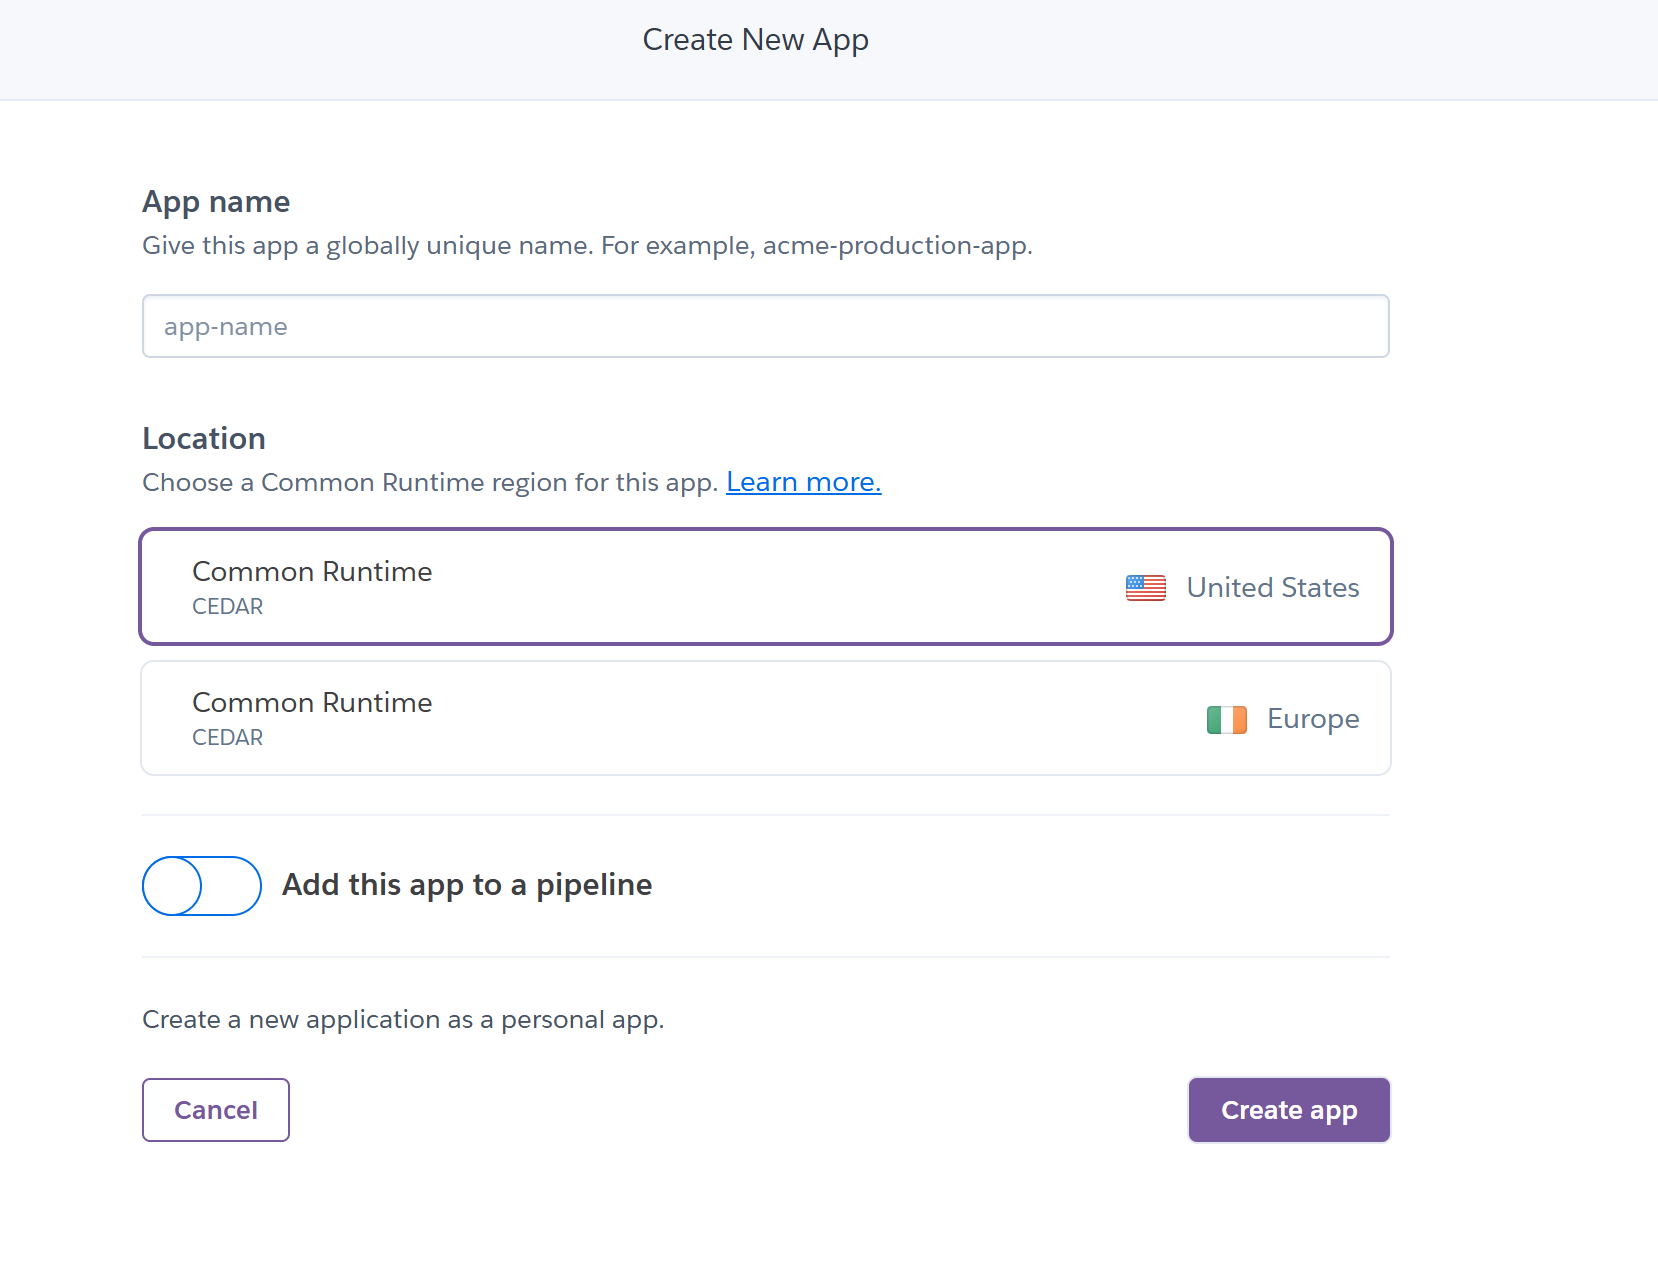 Create New App
App name
Give this app a globally unique name. For example, acme-production-app.
app-name
Location
Choose a Common Runtime region for this app. Learn more.
Common Runtime
CEDAR
United States
Common Runtime
CEDAR
Europe
Add this app to a pipeline
Create a new application as a personal app.
Cancel
Create app